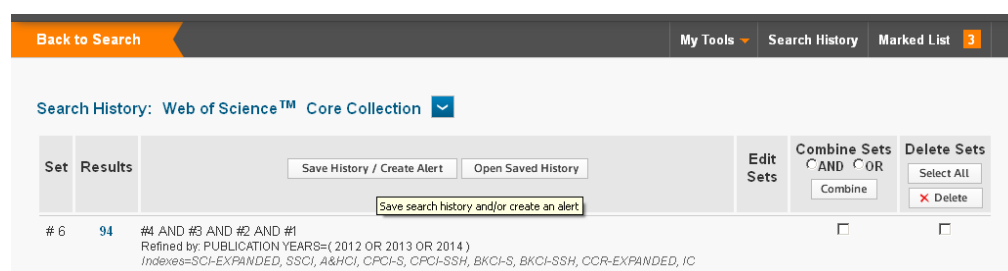 Back to Search
My Tools Search History Marked List 3
Search History: Web of Science™ Core Collection
Set Results Save History / Create Alert Open Saved History Edit Sets Combine Sets AND OR Combine Delete Sets Select All Delete
Save search history and/or create an alert
# 6 94 #4 AND #3 AND #2 AND #1
Refined by: PUBLICATION YEARS=( 2012 OR 2013 OR 2014 )
Indexes=SCI-EXPANDED, SSCI, A&HCI, CPCI-S, CPCI-SSH, BKCI-S, BKCI-SSH, CCR-EXPANDED, IC